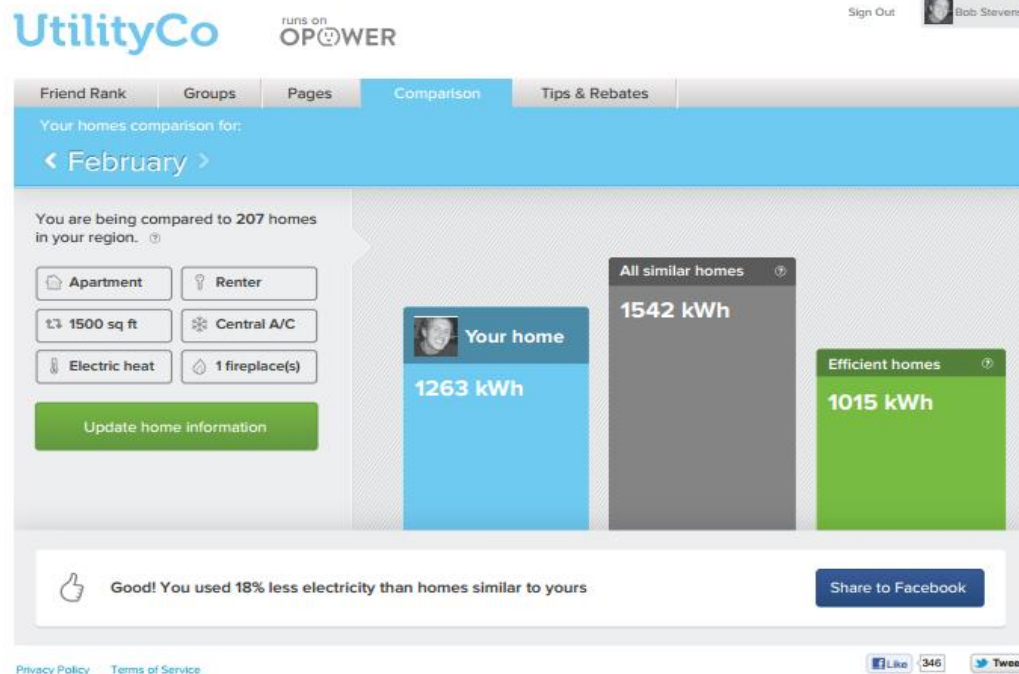 UtilityCo
runs on
OPOWER
Sign Out
Bob Stevens
Friend Rank
Groups
Pages
Comparison
Tips & Rebates
Your homes comparison for:
< February >
You are being compared to 207 homes
in your region. ?
Apartment
Renter
1500 sq ft
Central A/C
Electric heat
1 fireplace(s)
Update home information
Your home
1263 kWh
All similar homes ?
1542 kWh
Efficient homes ?
1015 kWh
Good! You used 18% less electricity than homes similar to yours
Share to Facebook
Privacy Policy
Terms of Service
Like
346
Twee